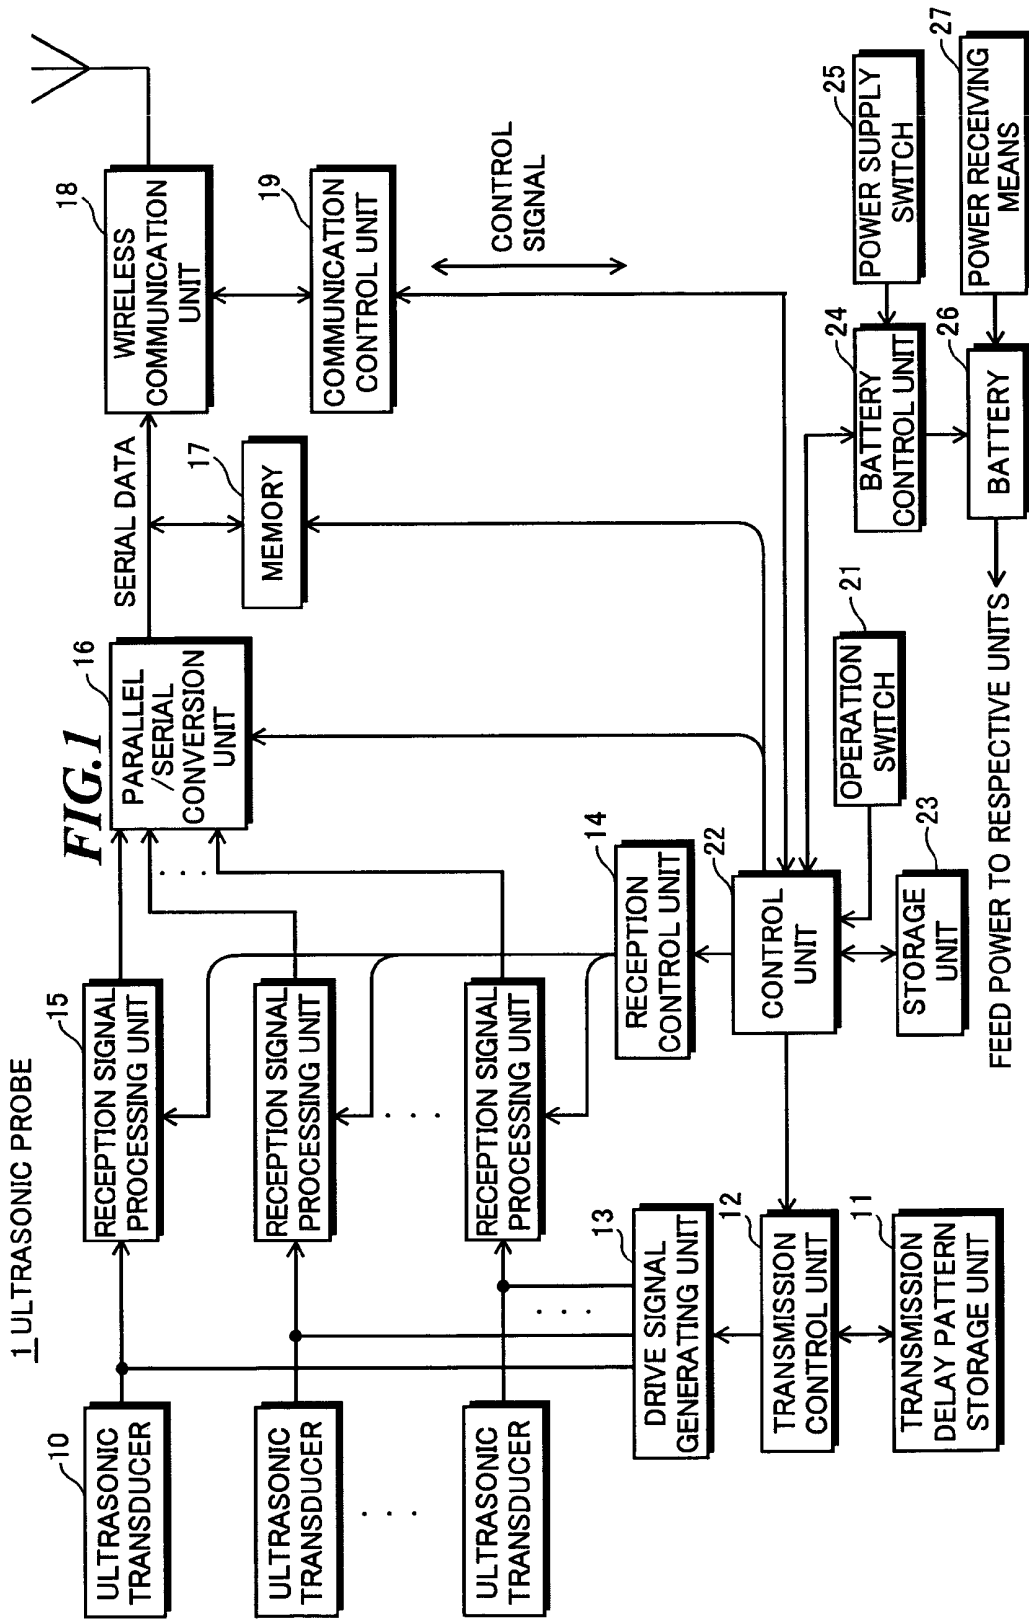 FIG.1
1 ULTRASONIC PROBE
10
ULTRASONIC
TRANSDUCER
ULTRASONIC
TRANSDUCER
. . .
ULTRASONIC
TRANSDUCER
15
RECEPTION SIGNAL
PROCESSING UNIT
RECEPTION SIGNAL
PROCESSING UNIT
. . .
RECEPTION SIGNAL
PROCESSING UNIT
. . .
16
PARALLEL
/SERIAL
CONVERSION
UNIT
. . .
SERIAL DATA
17
MEMORY
18
WIRELESS
COMMUNICATION
UNIT
19
COMMUNICATION
CONTROL UNIT
CONTROL
SIGNAL
13
DRIVE SIGNAL
GENERATING UNIT
12
TRANSMISSION
CONTROL UNIT
11
TRANSMISSION
DELAY PATTERN
STORAGE UNIT
14
RECEPTION
CONTROL UNIT
22
CONTROL
UNIT
23
STORAGE
UNIT
21
OPERATION
SWITCH
24
BATTERY
CONTROL UNIT
25
POWER SUPPLY
SWITCH
26
BATTERY
27
POWER RECEIVING
MEANS
FEED POWER TO RESPECTIVE UNITS